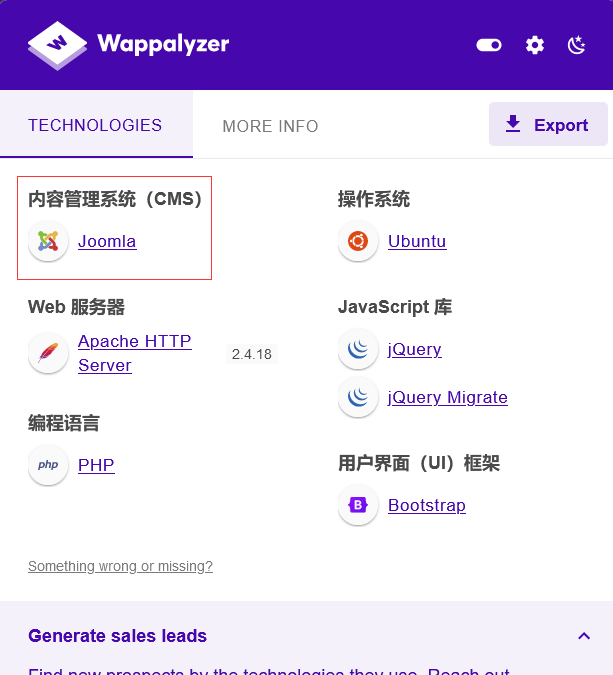 Wappalyzer
TECHNOLOGIES
MORE INFO
Export
内容管理系统（CMS）
Joomla
Web 服务器
Apache HTTP
Server
2.4.18
编程语言
php
PHP
操作系统
Ubuntu
JavaScript 库
jQuery
jQuery Migrate
用户界面（UI）框架
B
Bootstrap
Something wrong or missing?
Generate sales leads
Find new prospects by the technologies they use. Reach out